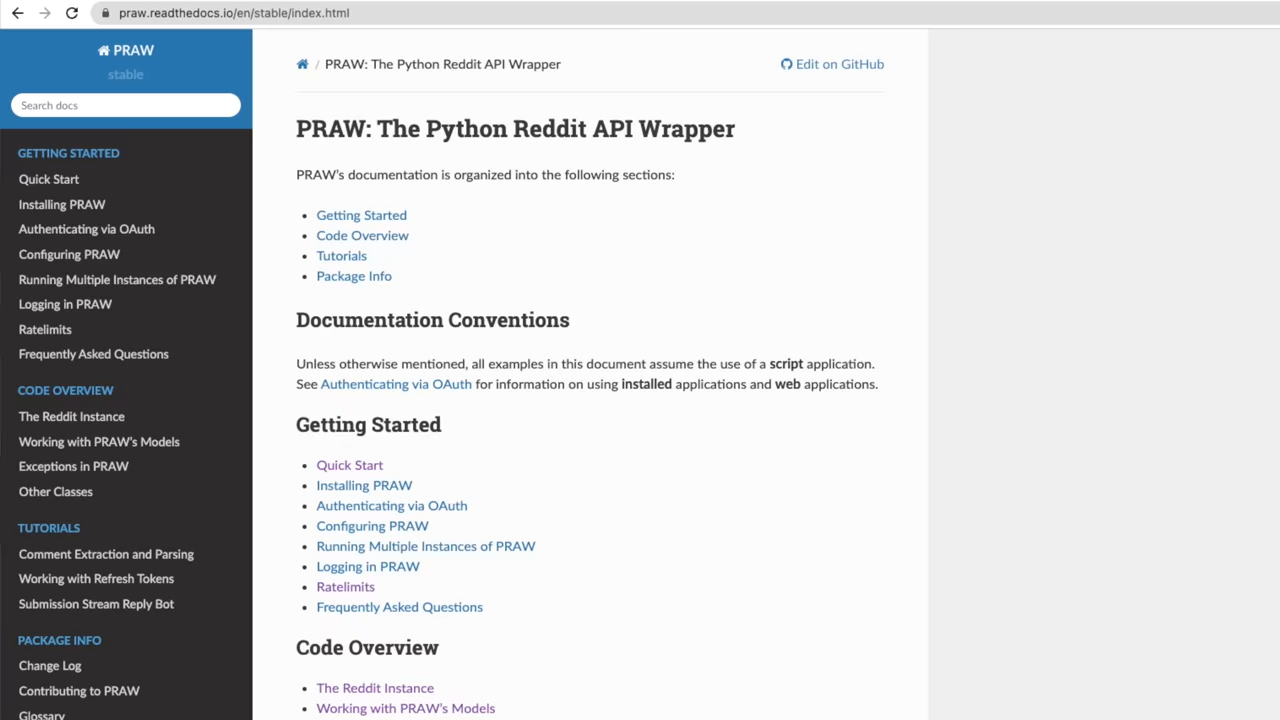 praw.readthedocs.io/en/stable/index.html
PRAW
stable
Search docs
GETTING STARTED
Quick Start
Installing PRAW
Authenticating via OAuth
Configuring PRAW
Running Multiple Instances of PRAW
Logging in PRAW
Ratelimits
Frequently Asked Questions
CODE OVERVIEW
The Reddit Instance
Working with PRAW's Models
Exceptions in PRAW
Other Classes
TUTORIALS
Comment Extraction and Parsing
Working with Refresh Tokens
Submission Stream Reply Bot
PACKAGE INFO
Change Log
Contributing to PRAW
Glossary
/ PRAW: The Python Reddit API Wrapper
Edit on GitHub
PRAW: The Python Reddit API Wrapper
PRAW's documentation is organized into the following sections:
• Getting Started
• Code Overview
• Tutorials
• Package Info
Documentation Conventions
Unless otherwise mentioned, all examples in this document assume the use of a script application.
See Authenticating via OAuth for information on using installed applications and web applications.
Getting Started
• Quick Start
• Installing PRAW
• Authenticating via OAuth
• Configuring PRAW
• Running Multiple Instances of PRAW
• Logging in PRAW
• Ratelimits
• Frequently Asked Questions
Code Overview
• The Reddit Instance
• Working with PRAW's Models